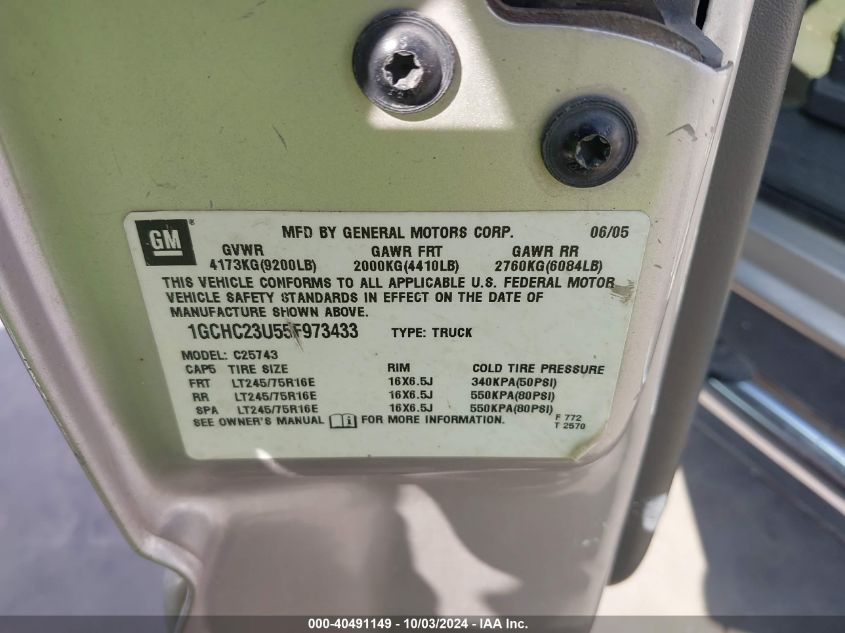 GM ®
MFD BY GENERAL MOTORS CORP. 06/05
GVWR GAWR FRT GAWR RR
4173KG(9200LB) 2000KG(4410LB) 2760KG(6084LB)
THIS VEHICLE CONFORMS TO ALL APPLICABLE U.S. FEDERAL MOTOR
VEHICLE SAFETY STANDARDS IN EFFECT ON THE DATE OF
MANUFACTURE SHOWN ABOVE.
1GCHC23U55F973433 TYPE: TRUCK
MODEL: C25743
CAP5 TIRE SIZE RIM COLD TIRE PRESSURE
FRT LT245/75R16E 16X6.5J 340KPA(50PSI)
RR LT245/75R16E 16X6.5J 550KPA(80PSI)
SPA LT245/75R16E 16X6.5J 550KPA(80PSI)
SEE OWNER'S MANUAL FOR MORE INFORMATION. F 772
T 2570
000-40491149 - 10/03/2024 - IAA Inc.